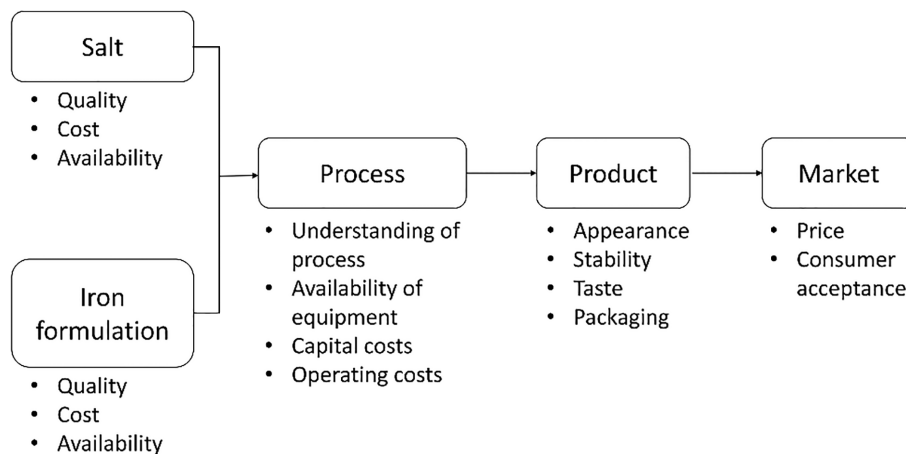 Salt
• Quality
• Cost
• Availability
Iron
formulation
• Quality
• Cost
• Availability
Process
• Understanding of
process
• Availability of
equipment
• Capital costs
• Operating costs
Product
• Appearance
• Stability
• Taste
• Packaging
Market
• Price
• Consumer
acceptance